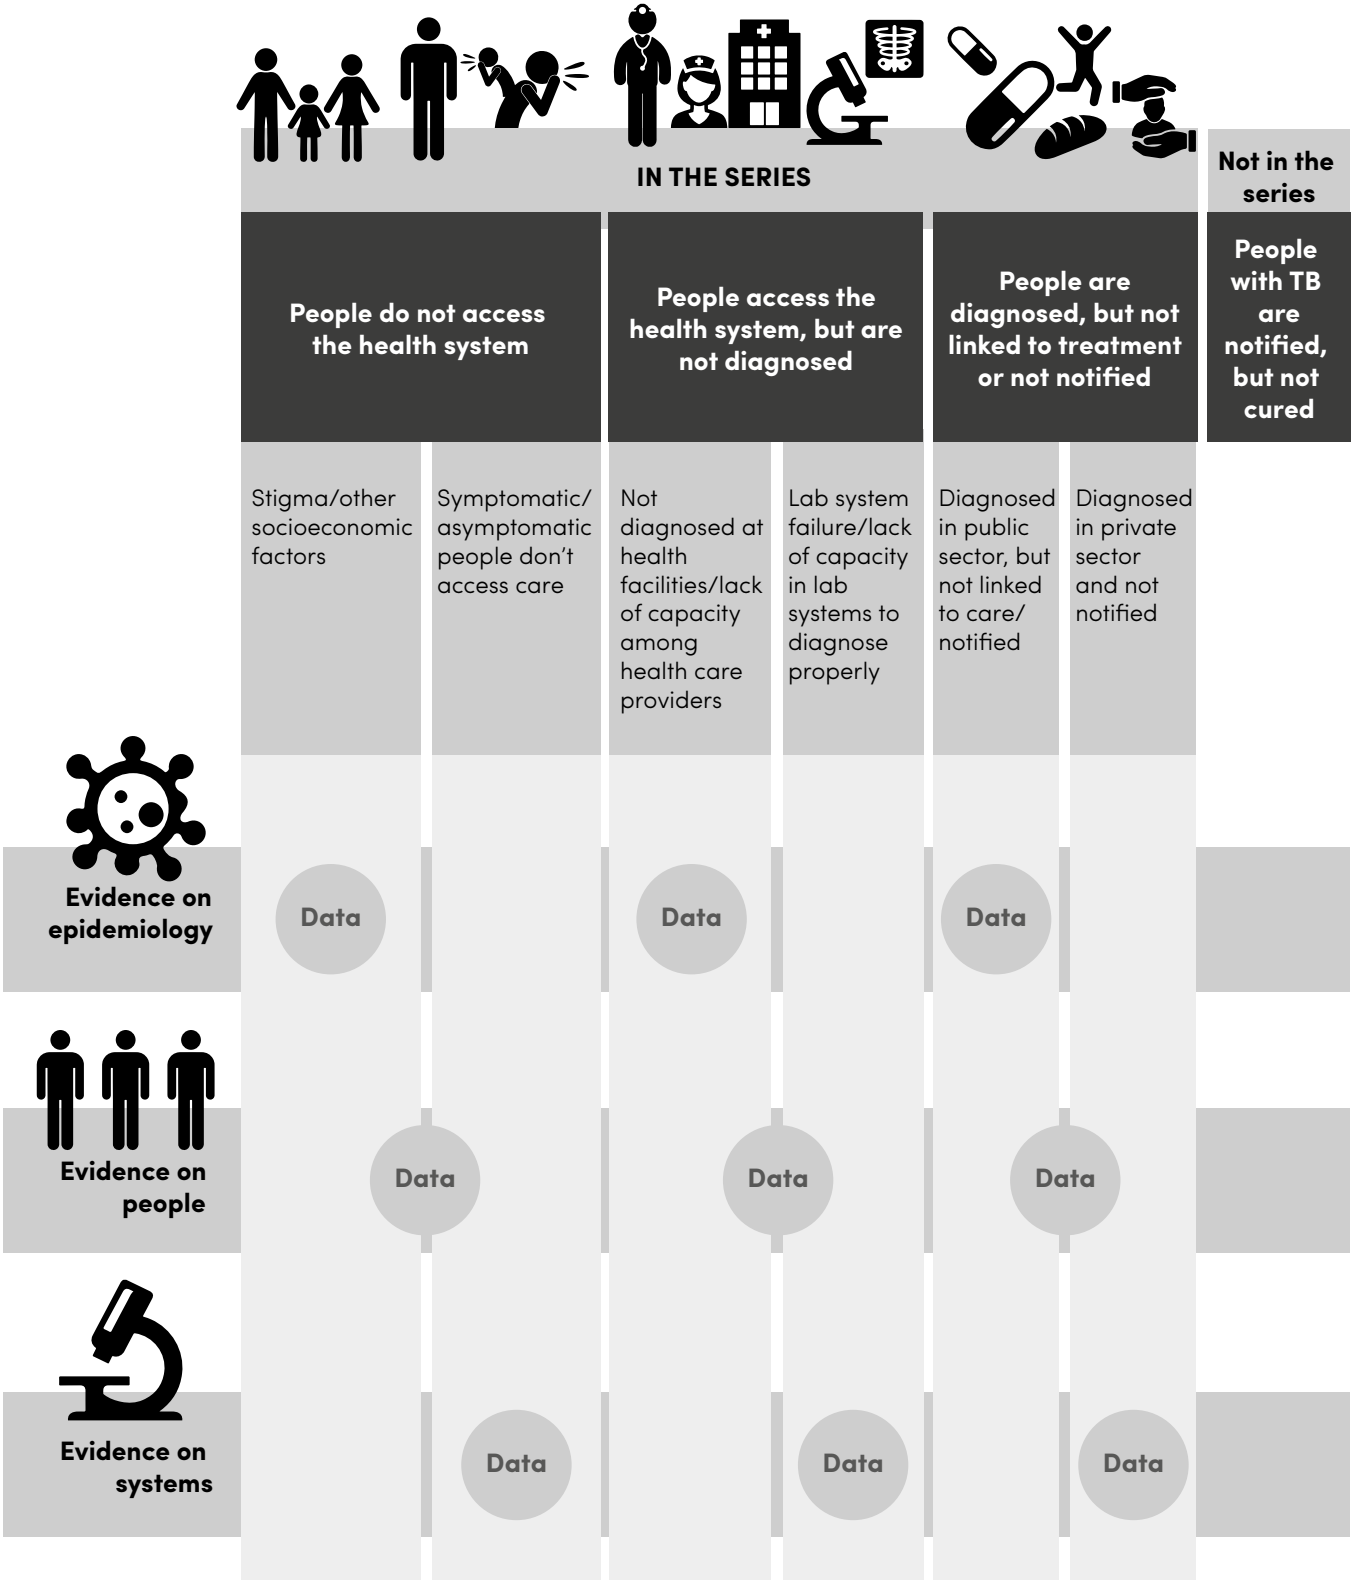 IN THE SERIES
Not in the
series
People do not access
the health system
People access the
health system, but are
not diagnosed
People are
diagnosed, but not
linked to treatment
or not notified
People
with TB
are
notified,
but not
cured
Stigma/other
socioeconomic
factors
Symptomatic/
asymptomatic
people don't
access care
Not
diagnosed at
health
facilities/lack
of capacity
among
health care
providers
Lab system
failure/lack
of capacity
in lab
systems to
diagnose
properly
Diagnosed
in public
sector, but
not linked
to care/
notified
Diagnosed
in private
sector
and not
notified
Evidence on
epidemiology
Data
Data
Data
Evidence on
people
Data
Data
Data
Evidence on
systems
Data
Data
Data